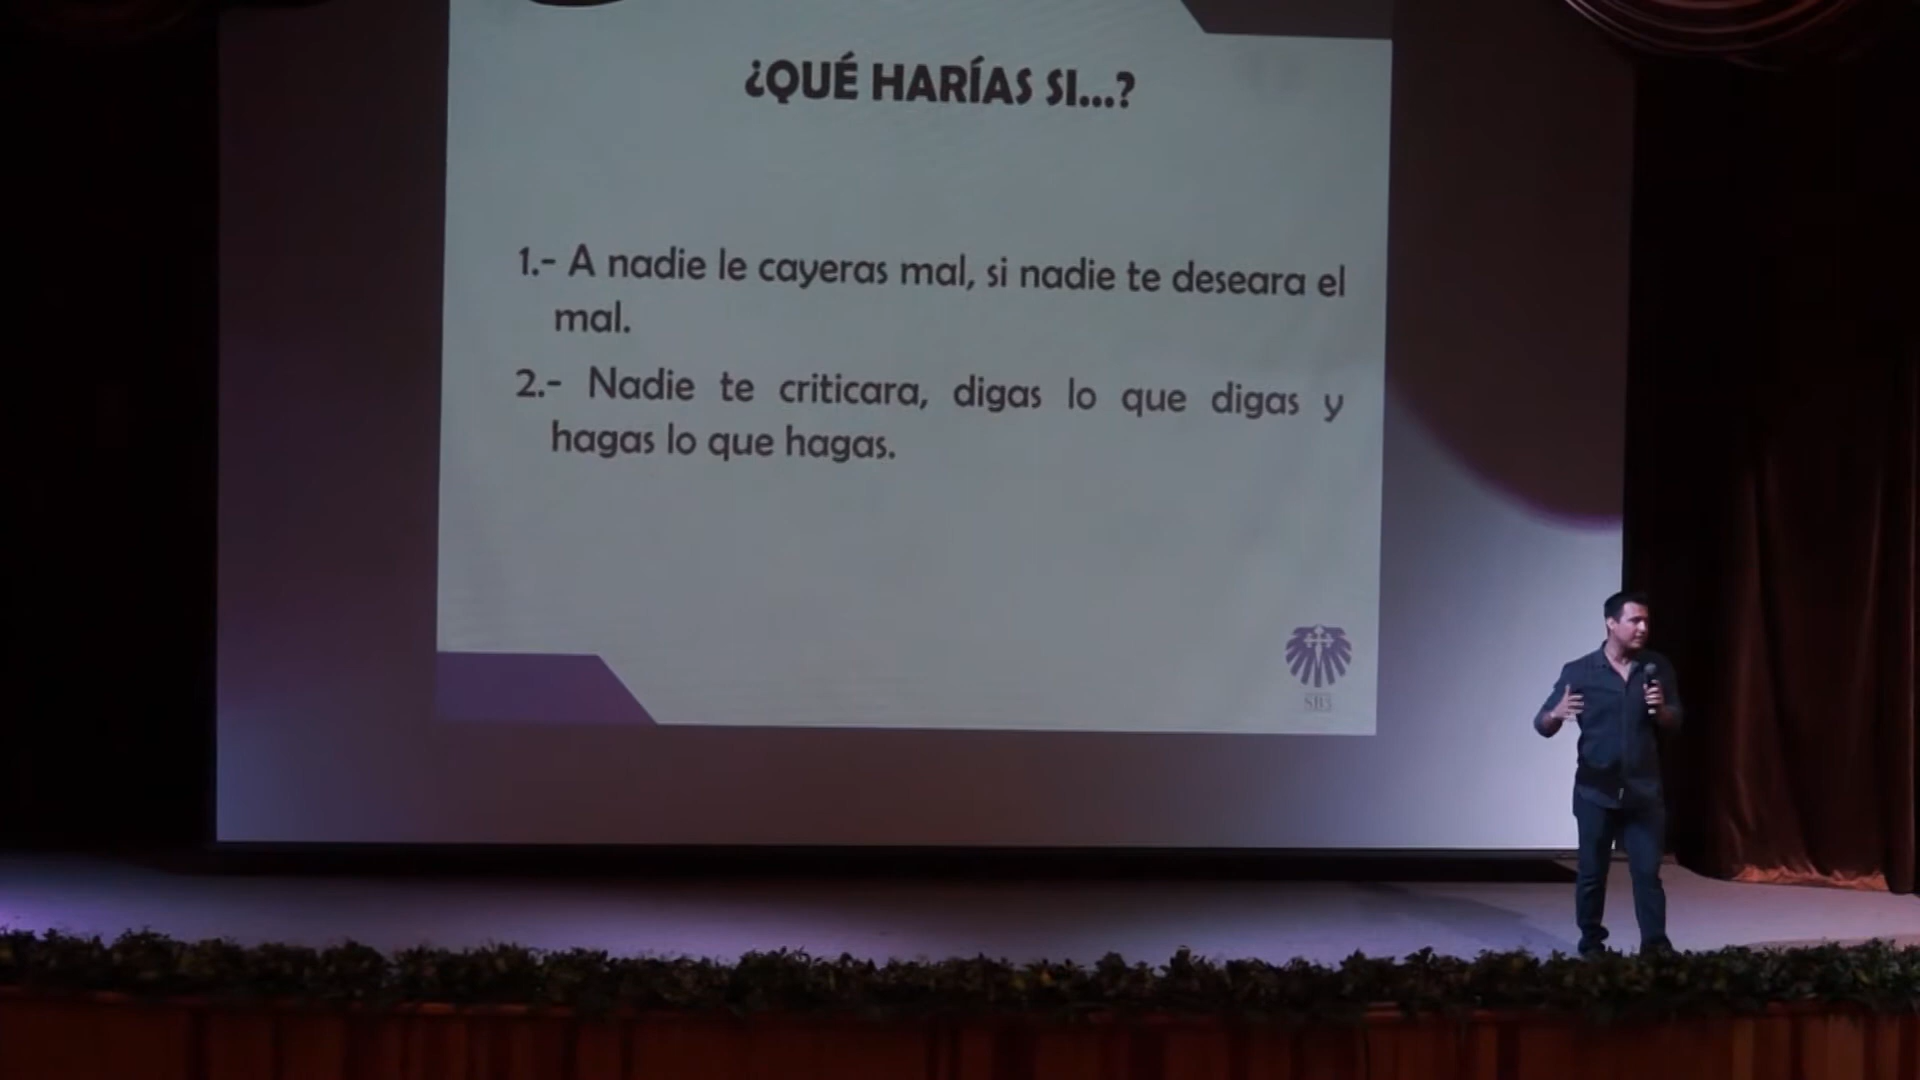 ¿QUÉ HARÍAS SI...?
1.- A nadie le cayeras mal, si nadie te deseara el
mal.
2.- Nadie te criticara, digas lo que digas y
hagas lo que hagas.